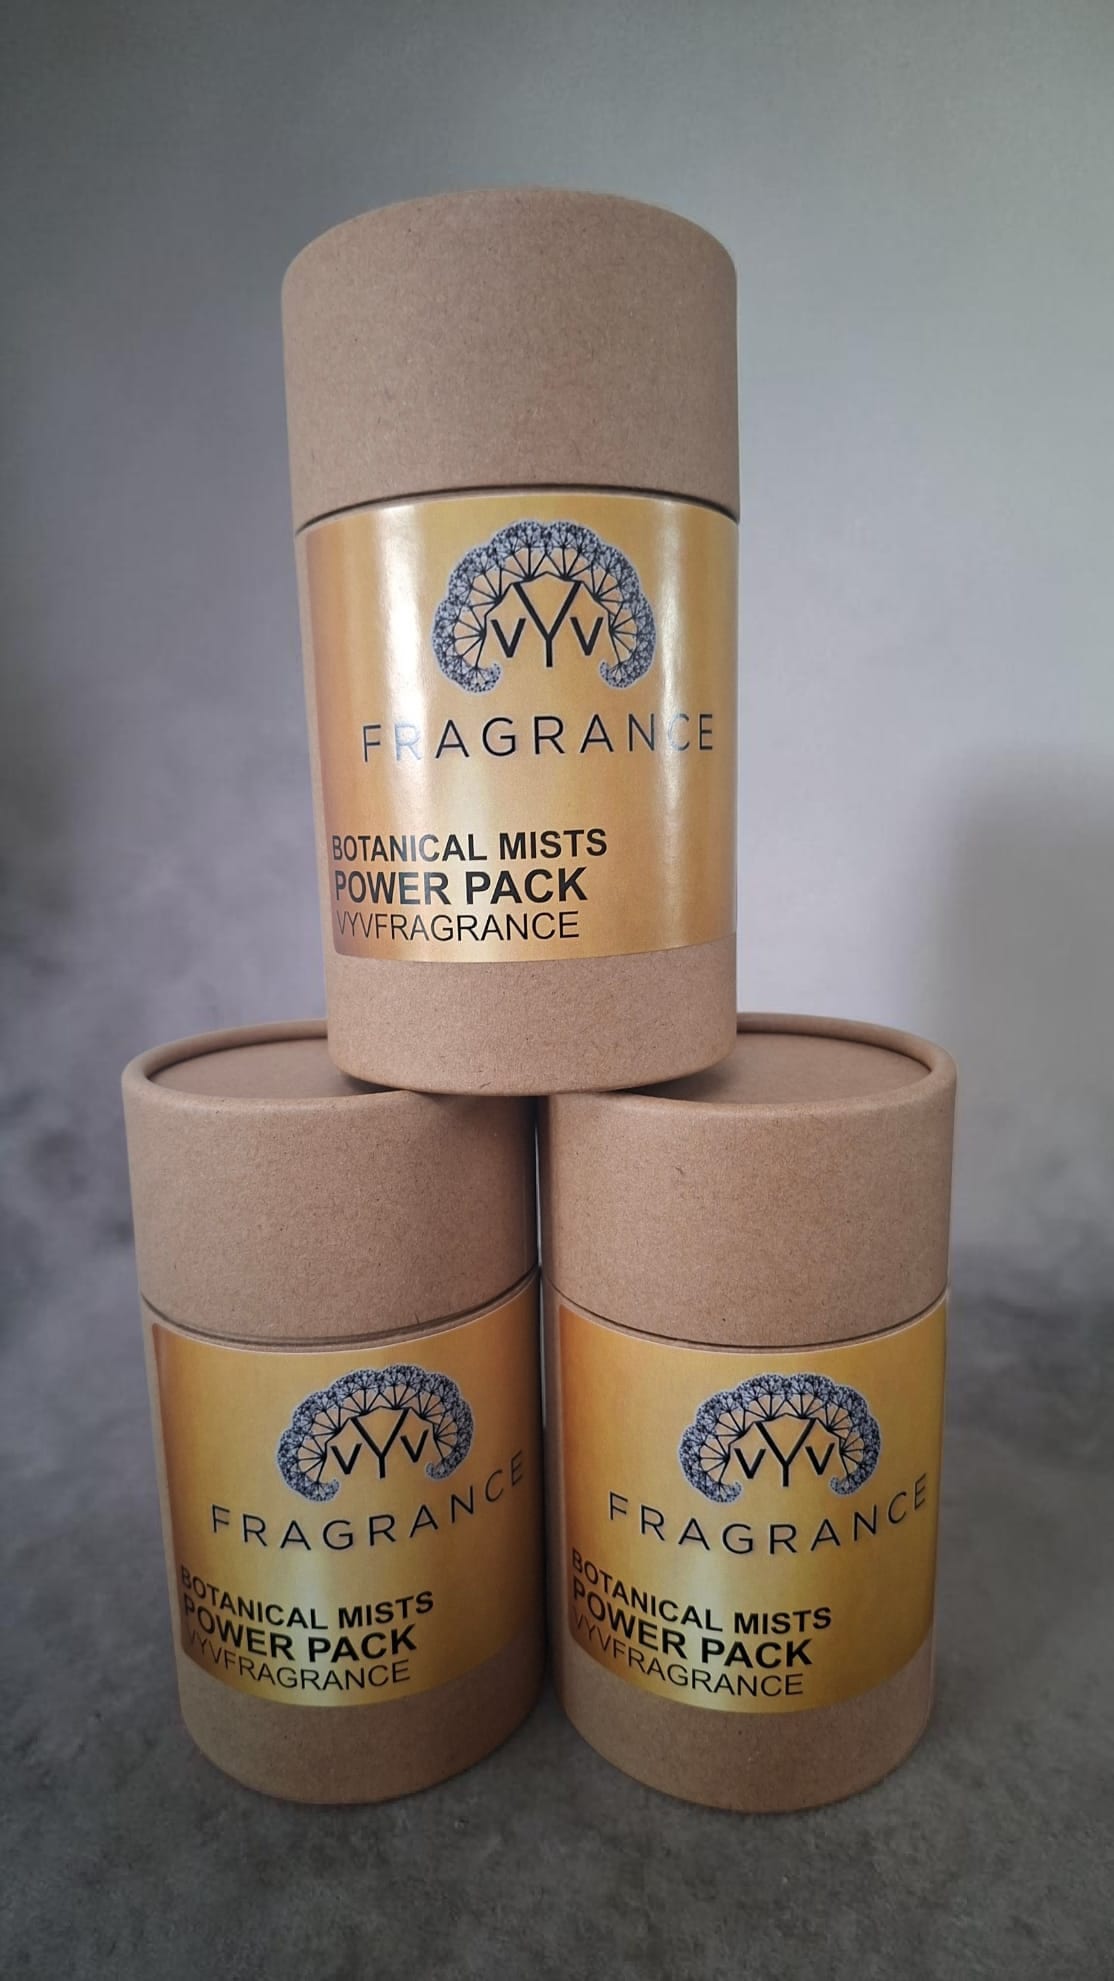 VYV
FRAGRANCE
BOTANICAL MISTS
POWER PACK
VYVFRAGRANCE
VYV
FRAGRANCE
BOTANICAL MISTS
POWER PACK
VYVFRAGRANCE
VYV
FRAGRANCE
BOTANICAL MISTS
POWER PACK
VYVFRAGRANCE